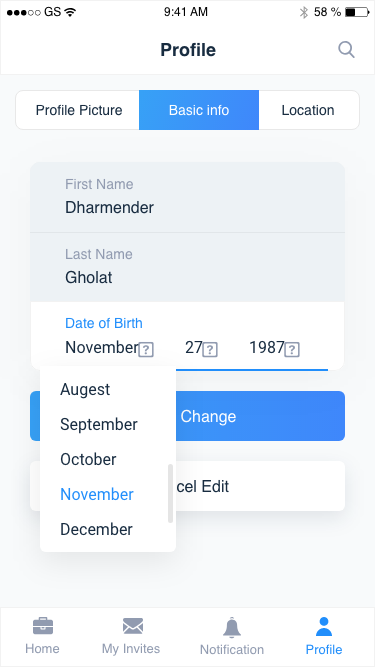 GS 9:41 AM 58 %
Profile
Profile Picture Basic info Location
First Name
Dharmender
Last Name
Gholat
Date of Birth
November 27 1987
Augest
September
October
November
December
Change
cel Edit
Home My Invites Notification Profile